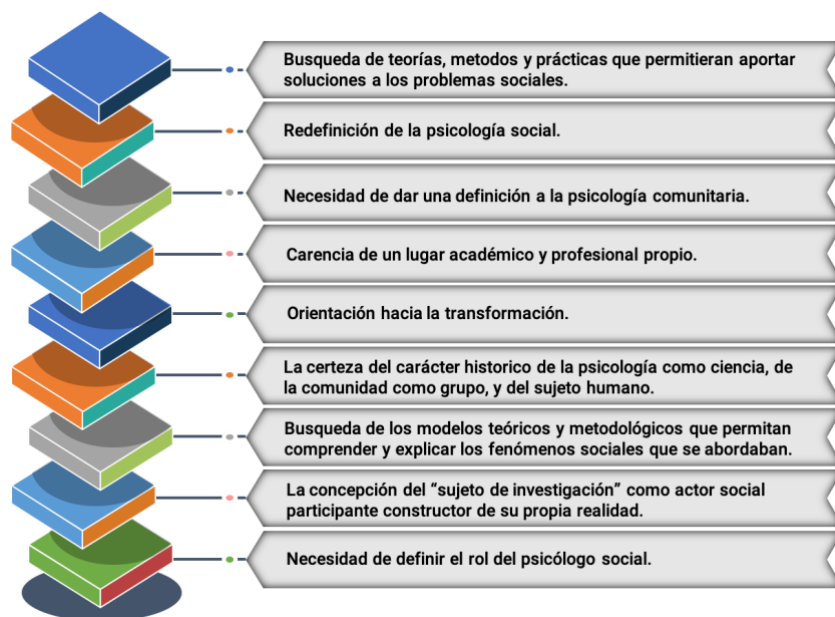 Busqueda de teorías, metodos y prácticas que permitieran aportar
soluciones a los problemas sociales.
Redefinición de la psicología social.
Necesidad de dar una definición a la psicología comunitaria.
Carencia de un lugar académico y profesional propio.
Orientación hacia la transformación.
La certeza del carácter historico de la psicología como ciencia, de
la comunidad como grupo, y del sujeto humano.
Busqueda de los modelos teóricos y metodológicos que permitan
comprender y explicar los fenómenos sociales que se abordaban.
La concepción del “sujeto de investigación” como actor social
participante constructor de su propia realidad.
Necesidad de definir el rol del psicólogo social.